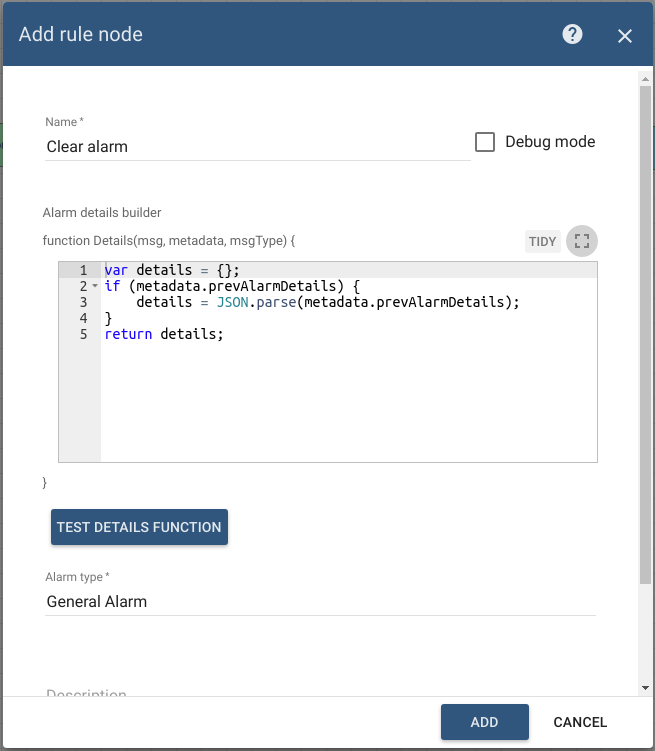 Add rule node
?
Name *
Clear alarm
Debug mode
Alarm details builder
function Details(msg, metadata, msgType) {
TIDY
1 var details = {};
2 if (metadata.prevAlarmDetails) {
3     details = JSON.parse(metadata.prevAlarmDetails);
4 }
5 return details;
}
TEST DETAILS FUNCTION
Alarm type *
General Alarm
Description
ADD
CANCEL